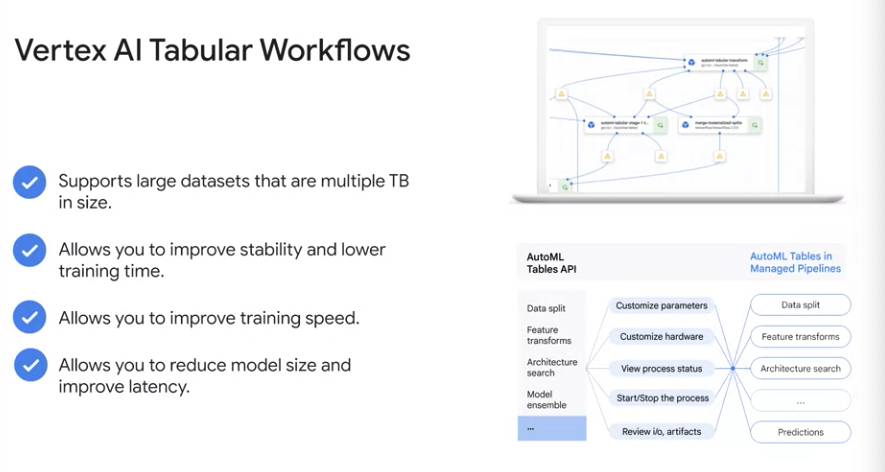 Vertex AI Tabular Workflows
Supports large datasets that are multiple TB
in size.
Allows you to improve stability and lower
training time.
Allows you to improve training speed.
Allows you to reduce model size and
improve latency.
automl-tabular-transform
automl-tabular-stage-1-t...
merge-materialized-splits
AutoML
Tables API
AutoML Tables in
Managed Pipelines
Data split
Feature
transforms
Architecture
search
Model
ensemble
...
Customize parameters
Customize hardware
View process status
Start/Stop the process
Review i/o, artifacts
Data split
Feature transforms
Architecture search
...
Predictions